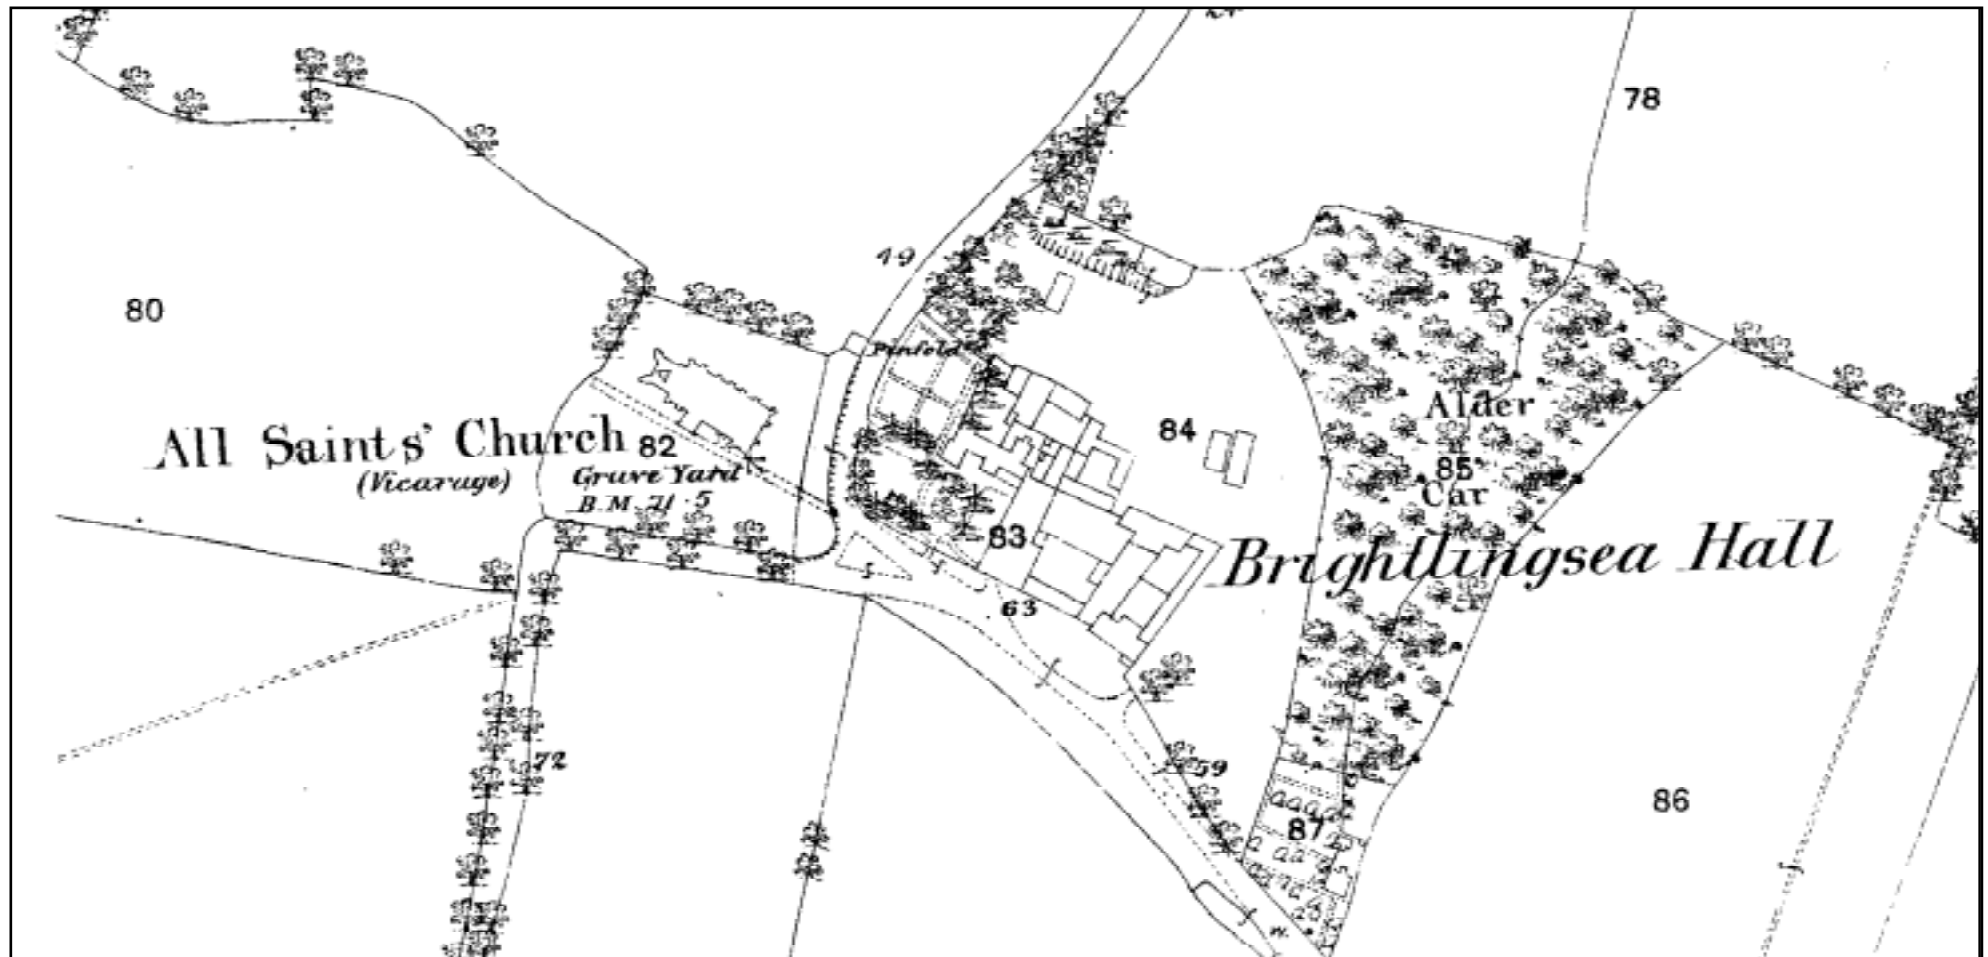 78
49
80
Pinfold
All Saints' Church
82
84
Alder
(Vicarage)
Grave Yard
85
Car
B.M. 71·5
83
Brightlingsea Hall
63
72
59
86
87
W.